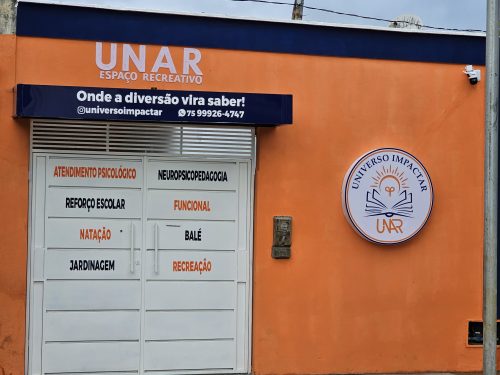 UNAR
ESPAÇO RECREATIVO
Onde a diversão vira saber!
@universoimpactar 75 99926-4747
ATENDIMENTO PSICOLÓGICO NEUROPSICOPEDAGOGIA
REFORÇO ESCOLAR FUNCIONAL
NATAÇÃO BALÉ
JARDINAGEM RECREAÇÃO
UNIVERSO IMPACTAR
UNAR